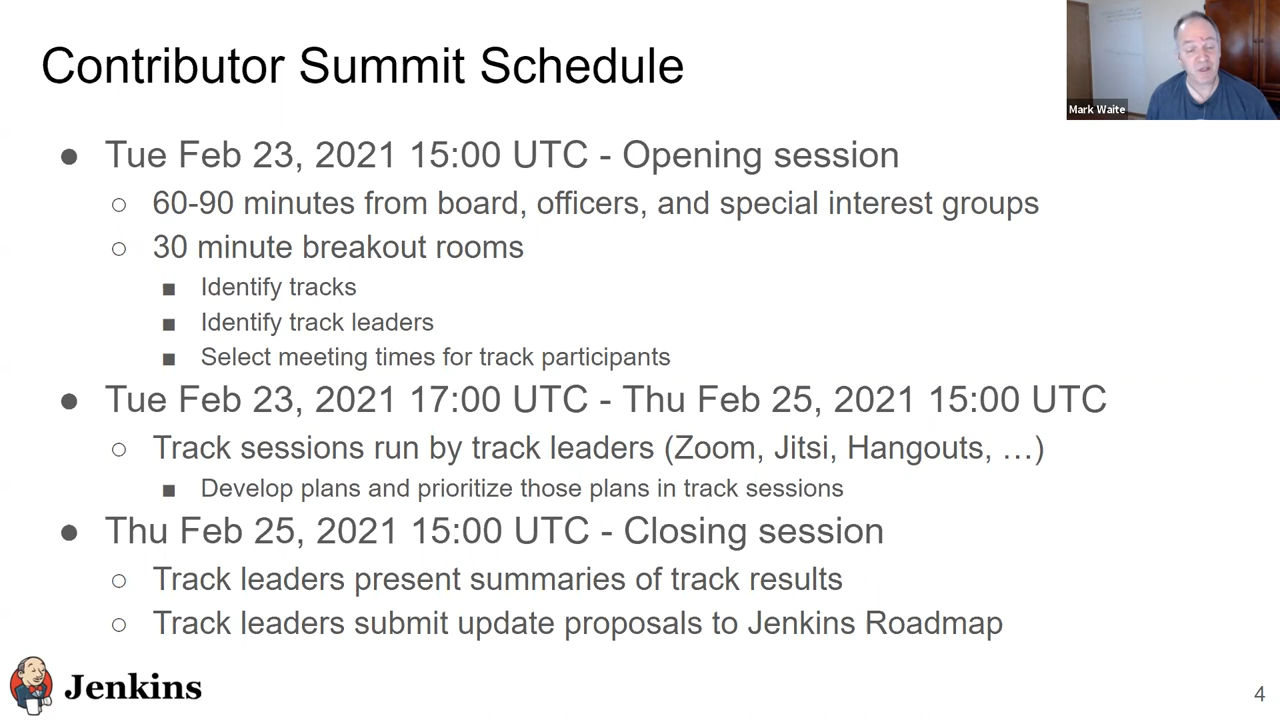 Contributor Summit Schedule
Mark Waite
● Tue Feb 23, 2021 15:00 UTC - Opening session
○ 60-90 minutes from board, officers, and special interest groups
○ 30 minute breakout rooms
■ Identify tracks
■ Identify track leaders
■ Select meeting times for track participants
● Tue Feb 23, 2021 17:00 UTC - Thu Feb 25, 2021 15:00 UTC
○ Track sessions run by track leaders (Zoom, Jitsi, Hangouts, …)
■ Develop plans and prioritize those plans in track sessions
● Thu Feb 25, 2021 15:00 UTC - Closing session
○ Track leaders present summaries of track results
○ Track leaders submit update proposals to Jenkins Roadmap
Jenkins
4